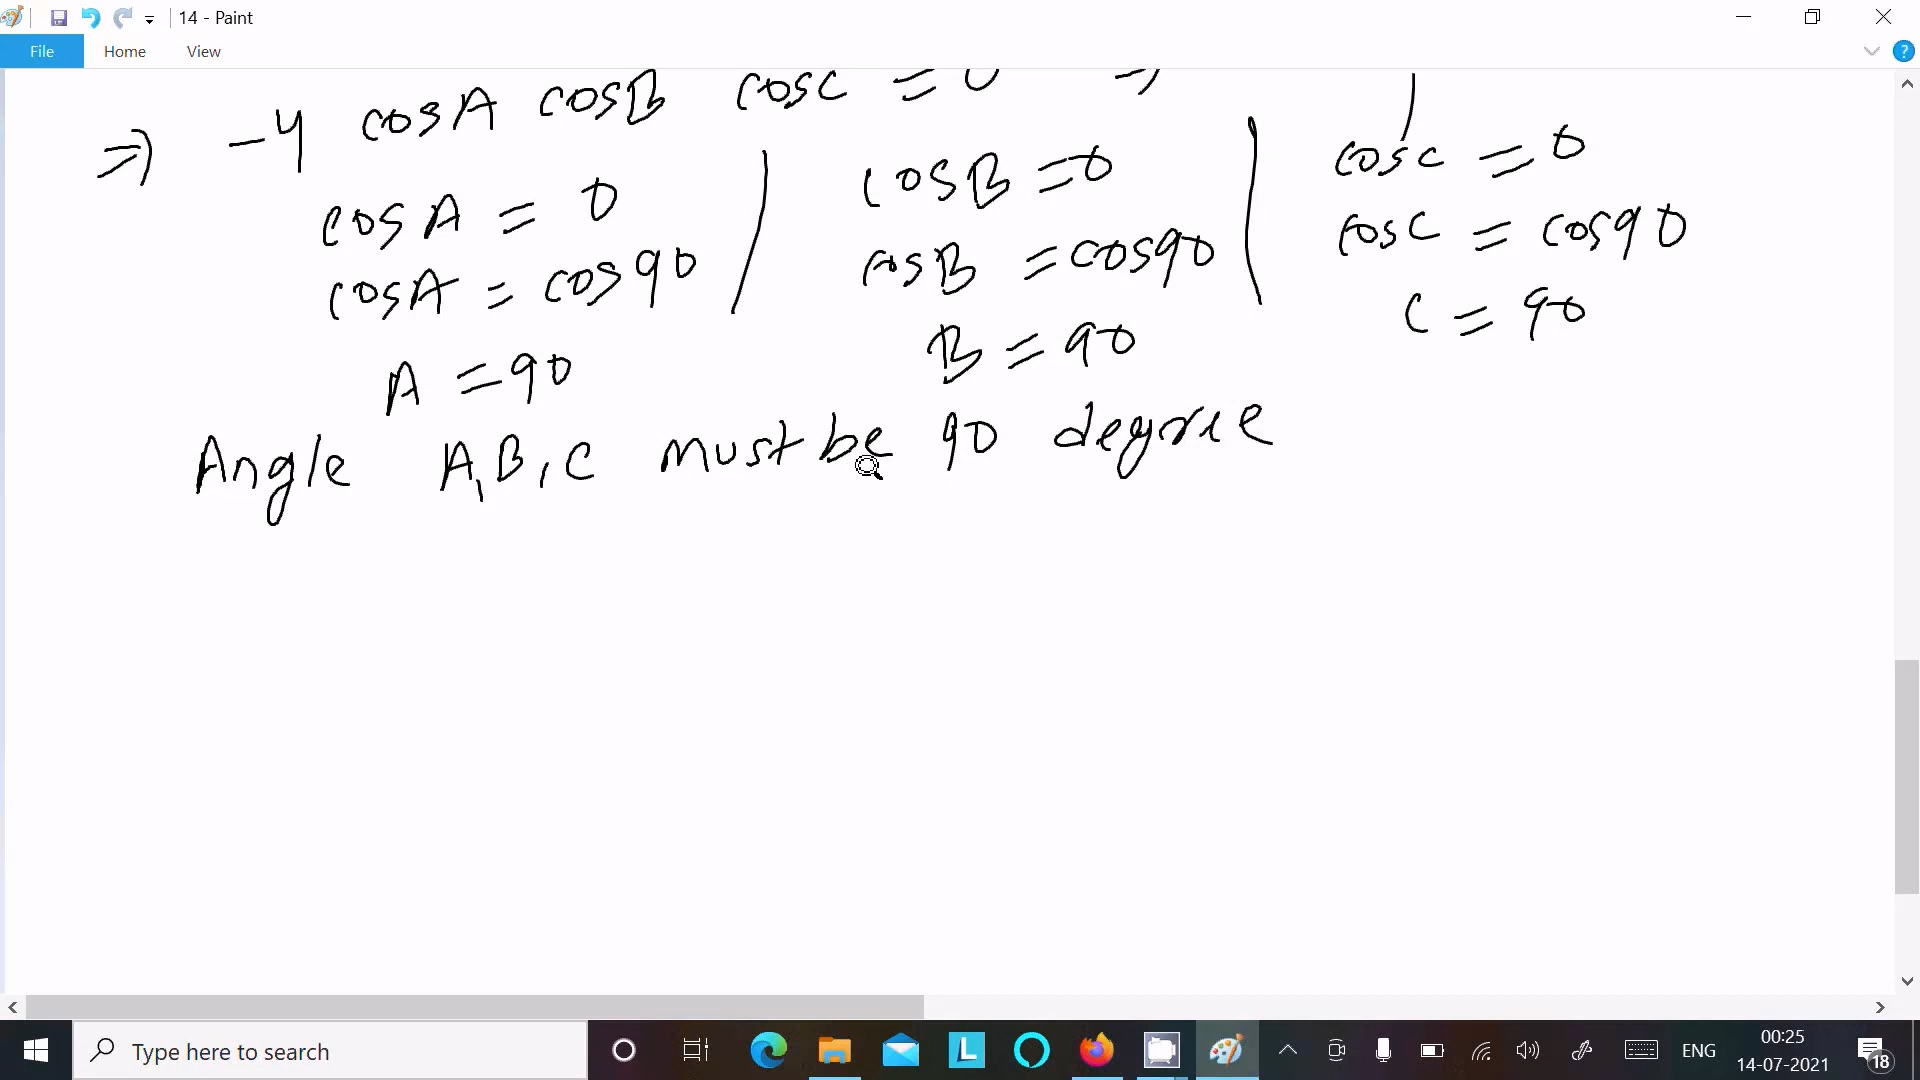 14 - Paint
File Home View
⇒ -4 cosA cosB cosC = 0 ⇒
cosA = 0
cosA = cos90
A = 90
cosB = 0
cosB = cos90
B = 90
cosC = 0
cosC = cos90
C = 90
Angle A, B, C must be 90 degree
Type here to search
L
ENG
00:25
14-07-2021
18